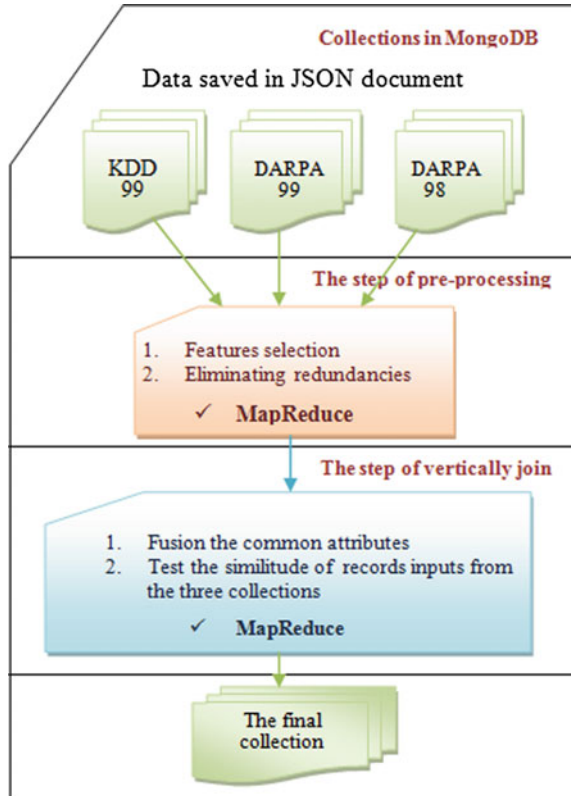 Collections in MongoDB
Data saved in JSON document
KDD
99
DARPA
99
DARPA
98
The step of pre-processing
1. Features selection
2. Eliminating redundancies
✓ MapReduce
The step of vertically join
1. Fusion the common attributes
2. Test the similitude of records inputs from
the three collections
✓ MapReduce
The final
collection